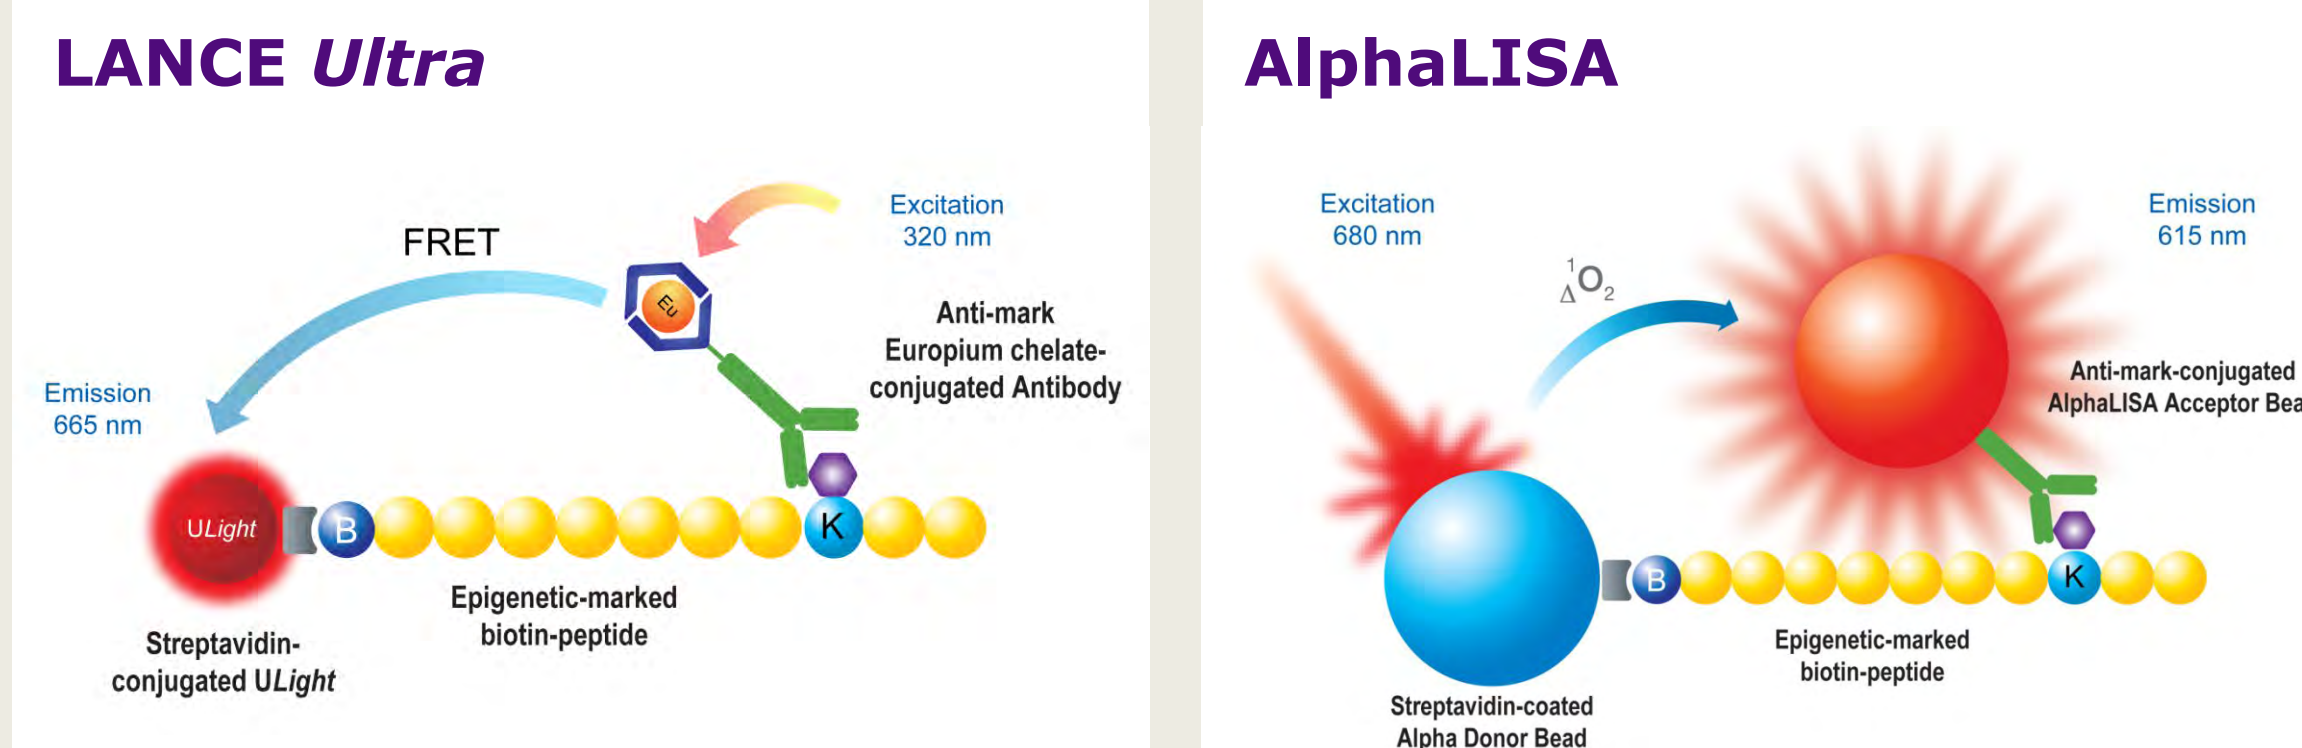 LANCE Ultra
FRET
Excitation
320 nm
Eu
Anti-mark
Europium chelate-
conjugated Antibody
Emission
665 nm
ULight
B
K
Epigenetic-marked
biotin-peptide
Streptavidin-
conjugated ULight
AlphaLISA
Excitation
680 nm
1
ΔO2
Emission
615 nm
Anti-mark-conjugated
AlphaLISA Acceptor Bea
B
K
Epigenetic-marked
biotin-peptide
Streptavidin-coated
Alpha Donor Bead